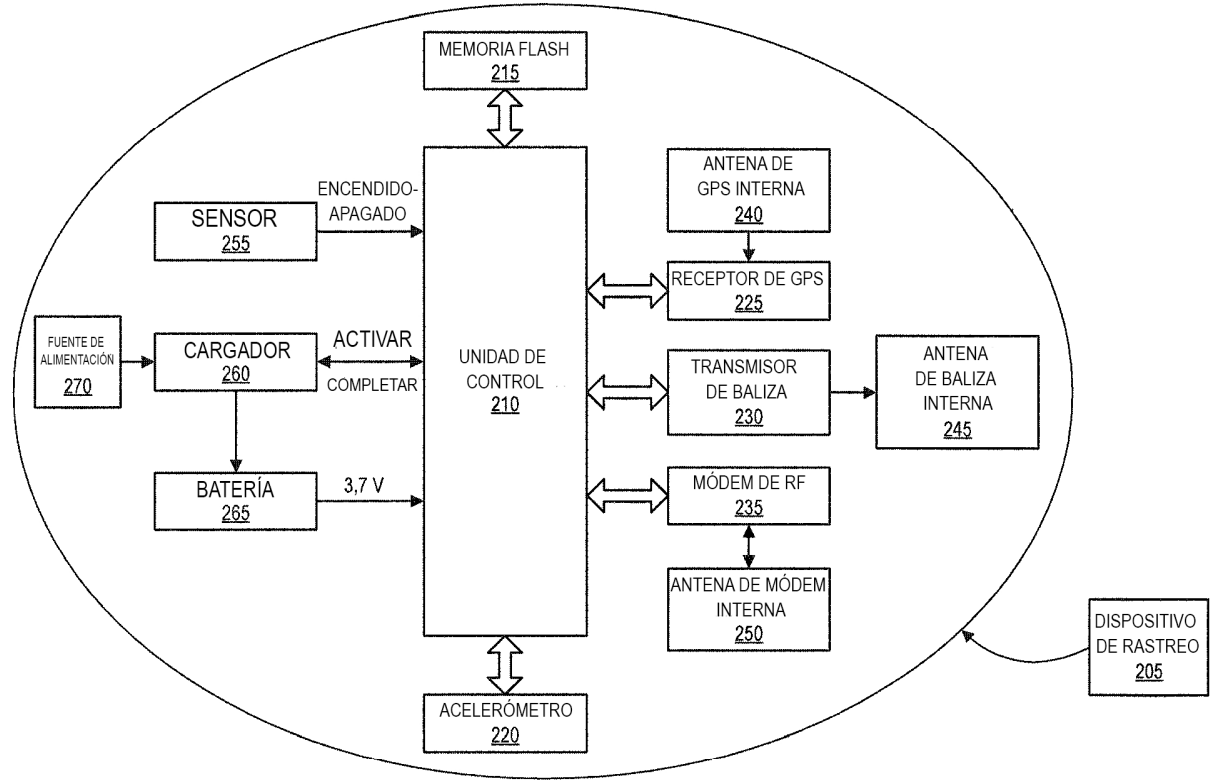 MEMORIA FLASH
215
ANTENA DE
GPS INTERNA
240
ENCENDIDO-
APAGADO
SENSOR
255
RECEPTOR DE GPS
225
FUENTE DE
ALIMENTACIÓN
270
CARGADOR
260
ACTIVAR
COMPLETAR
UNIDAD DE
CONTROL
210
TRANSMISOR
DE BALIZA
230
ANTENA
DE BALIZA
INTERNA
245
BATERÍA
265
3,7 V
MÓDEM DE RF
235
ANTENA DE MÓDEM
INTERNA
250
DISPOSITIVO
DE RASTREO
205
ACELERÓMETRO
220